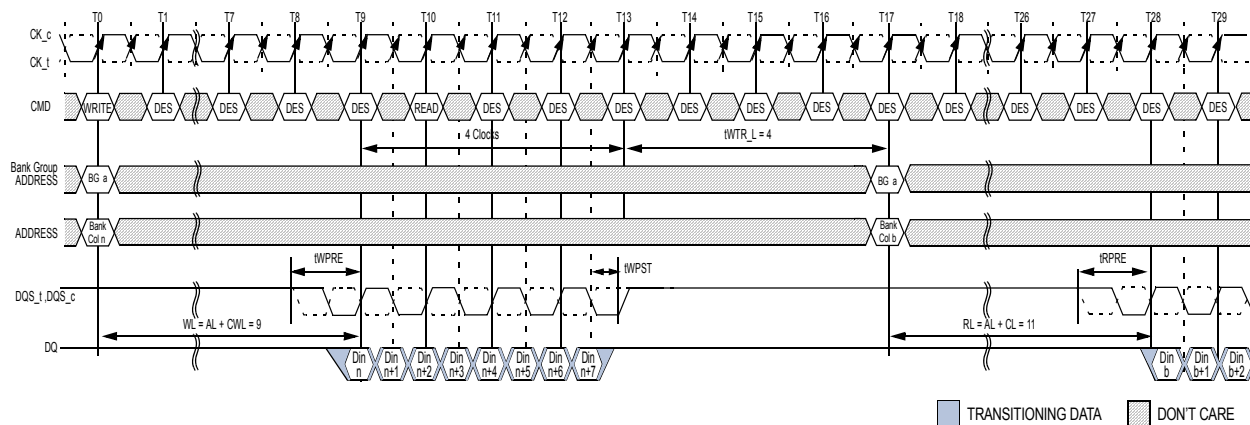 T0 T1 T7 T8 T9 T10 T11 T12 T13 T14 T15 T16 T17 T18 T26 T27 T28 T29
CK_c
CK_t
CMD WRITE DES DES DES DES READ DES DES DES DES DES DES DES DES DES DES DES DES
4 Clocks tWTR_L = 4
Bank Group
ADDRESS BG a BG a
ADDRESS Bank Col n Bank Col b
tWPRE tWPST tRPRE
DQS_t ,DQS_c
WL = AL + CWL = 9 RL = AL + CL = 11
DQ Din n Din n+1 Din n+2 Din n+3 Din n+4 Din n+5 Din n+6 Din n+7 Din b Din b+1 Din b+2
TRANSITIONING DATA DON'T CARE